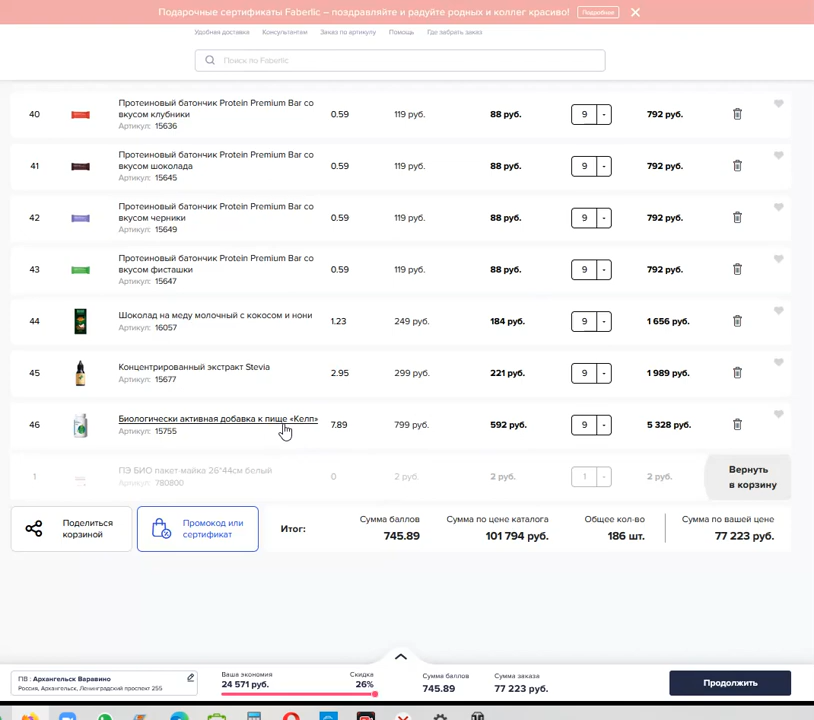 Подарочные сертификаты Faberlic – поздравляйте и радуйте родных и коллег красиво! Подробнее
Удобная доставка Консультантам Заказ по артикулу Помощь Где забрать заказ
Поиск по Faberlic
40 Протеиновый батончик Protein Premium Bar со вкусом клубники 0.59 119 руб. 88 руб. 9 - 792 руб.
Артикул: 15636
41 Протеиновый батончик Protein Premium Bar со вкусом шоколада 0.59 119 руб. 88 руб. 9 - 792 руб.
Артикул: 15645
42 Протеиновый батончик Protein Premium Bar со вкусом черники 0.59 119 руб. 88 руб. 9 - 792 руб.
Артикул: 15649
43 Протеиновый батончик Protein Premium Bar со вкусом фисташки 0.59 119 руб. 88 руб. 9 - 792 руб.
Артикул: 15647
44 Шоколад на меду молочный с кокосом и нони 1.23 249 руб. 184 руб. 9 - 1 656 руб.
Артикул: 16057
45 Концентрированный экстракт Stevia 2.95 299 руб. 221 руб. 9 - 1 989 руб.
Артикул: 15677
46 Биологически активная добавка к пище «Келп» 7.89 799 руб. 592 руб. 9 - 5 328 руб.
Артикул: 15755
1 ПЭ БИО пакет-майка 26*44см белый 0 2 руб. 2 руб. 1 - 2 руб. Вернуть в корзину
Артикул: 780800
Поделиться корзиной
Промокод или сертификат
Итог:
Сумма баллов Сумма по цене каталога Общее кол-во Сумма по вашей цене
745.89 101 794 руб. 186 шт. 77 223 руб.
ПВ : Архангельск Варавино Ваша экономия Скидка Сумма баллов Сумма заказа
Россия, Архангельск, Ленинградский проспект 255 24 571 руб. 26% 745.89 77 223 руб.
Продолжить